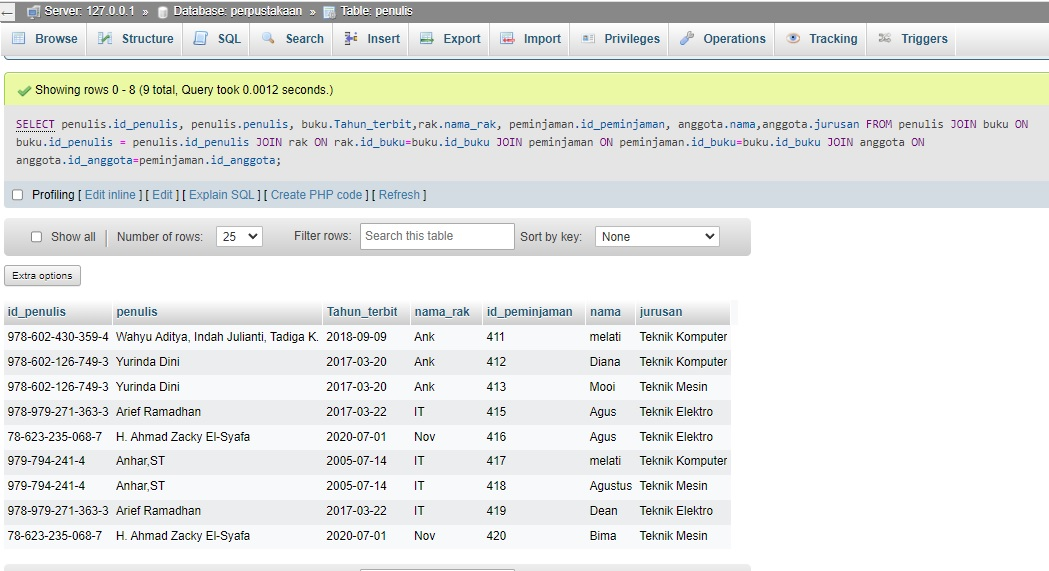 ← Server: 127.0.0.1 » Database: perpustakaan » Table: penulis
Browse Structure SQL Search Insert Export Import Privileges Operations Tracking Triggers
Showing rows 0 - 8 (9 total, Query took 0.0012 seconds.)
SELECT penulis.id_penulis, penulis.penulis, buku.Tahun_terbit,rak.nama_rak, peminjaman.id_peminjaman, anggota.nama,anggota.jurusan FROM penulis JOIN buku ON
buku.id_penulis = penulis.id_penulis JOIN rak ON rak.id_buku=buku.id_buku JOIN peminjaman ON peminjaman.id_buku=buku.id_buku JOIN anggota ON
anggota.id_anggota=peminjaman.id_anggota;
Profiling [ Edit inline ] [ Edit ] [ Explain SQL ] [ Create PHP code ] [ Refresh ]
Show all Number of rows: 25 Filter rows: Search this table Sort by key: None
Extra options
id_penulis penulis Tahun_terbit nama_rak id_peminjaman nama jurusan
978-602-430-359-4 Wahyu Aditya, Indah Julianti, Tadiga K. 2018-09-09 Ank 411 melati Teknik Komputer
978-602-126-749-3 Yurinda Dini 2017-03-20 Ank 412 Diana Teknik Komputer
978-602-126-749-3 Yurinda Dini 2017-03-20 Ank 413 Mooi Teknik Mesin
978-979-271-363-3 Arief Ramadhan 2017-03-22 IT 415 Agus Teknik Elektro
78-623-235-068-7 H. Ahmad Zacky El-Syafa 2020-07-01 Nov 416 Agus Teknik Elektro
979-794-241-4 Anhar,ST 2005-07-14 IT 417 melati Teknik Komputer
979-794-241-4 Anhar,ST 2005-07-14 IT 418 Agustus Teknik Mesin
978-979-271-363-3 Arief Ramadhan 2017-03-22 IT 419 Dean Teknik Elektro
78-623-235-068-7 H. Ahmad Zacky El-Syafa 2020-07-01 Nov 420 Bima Teknik Mesin